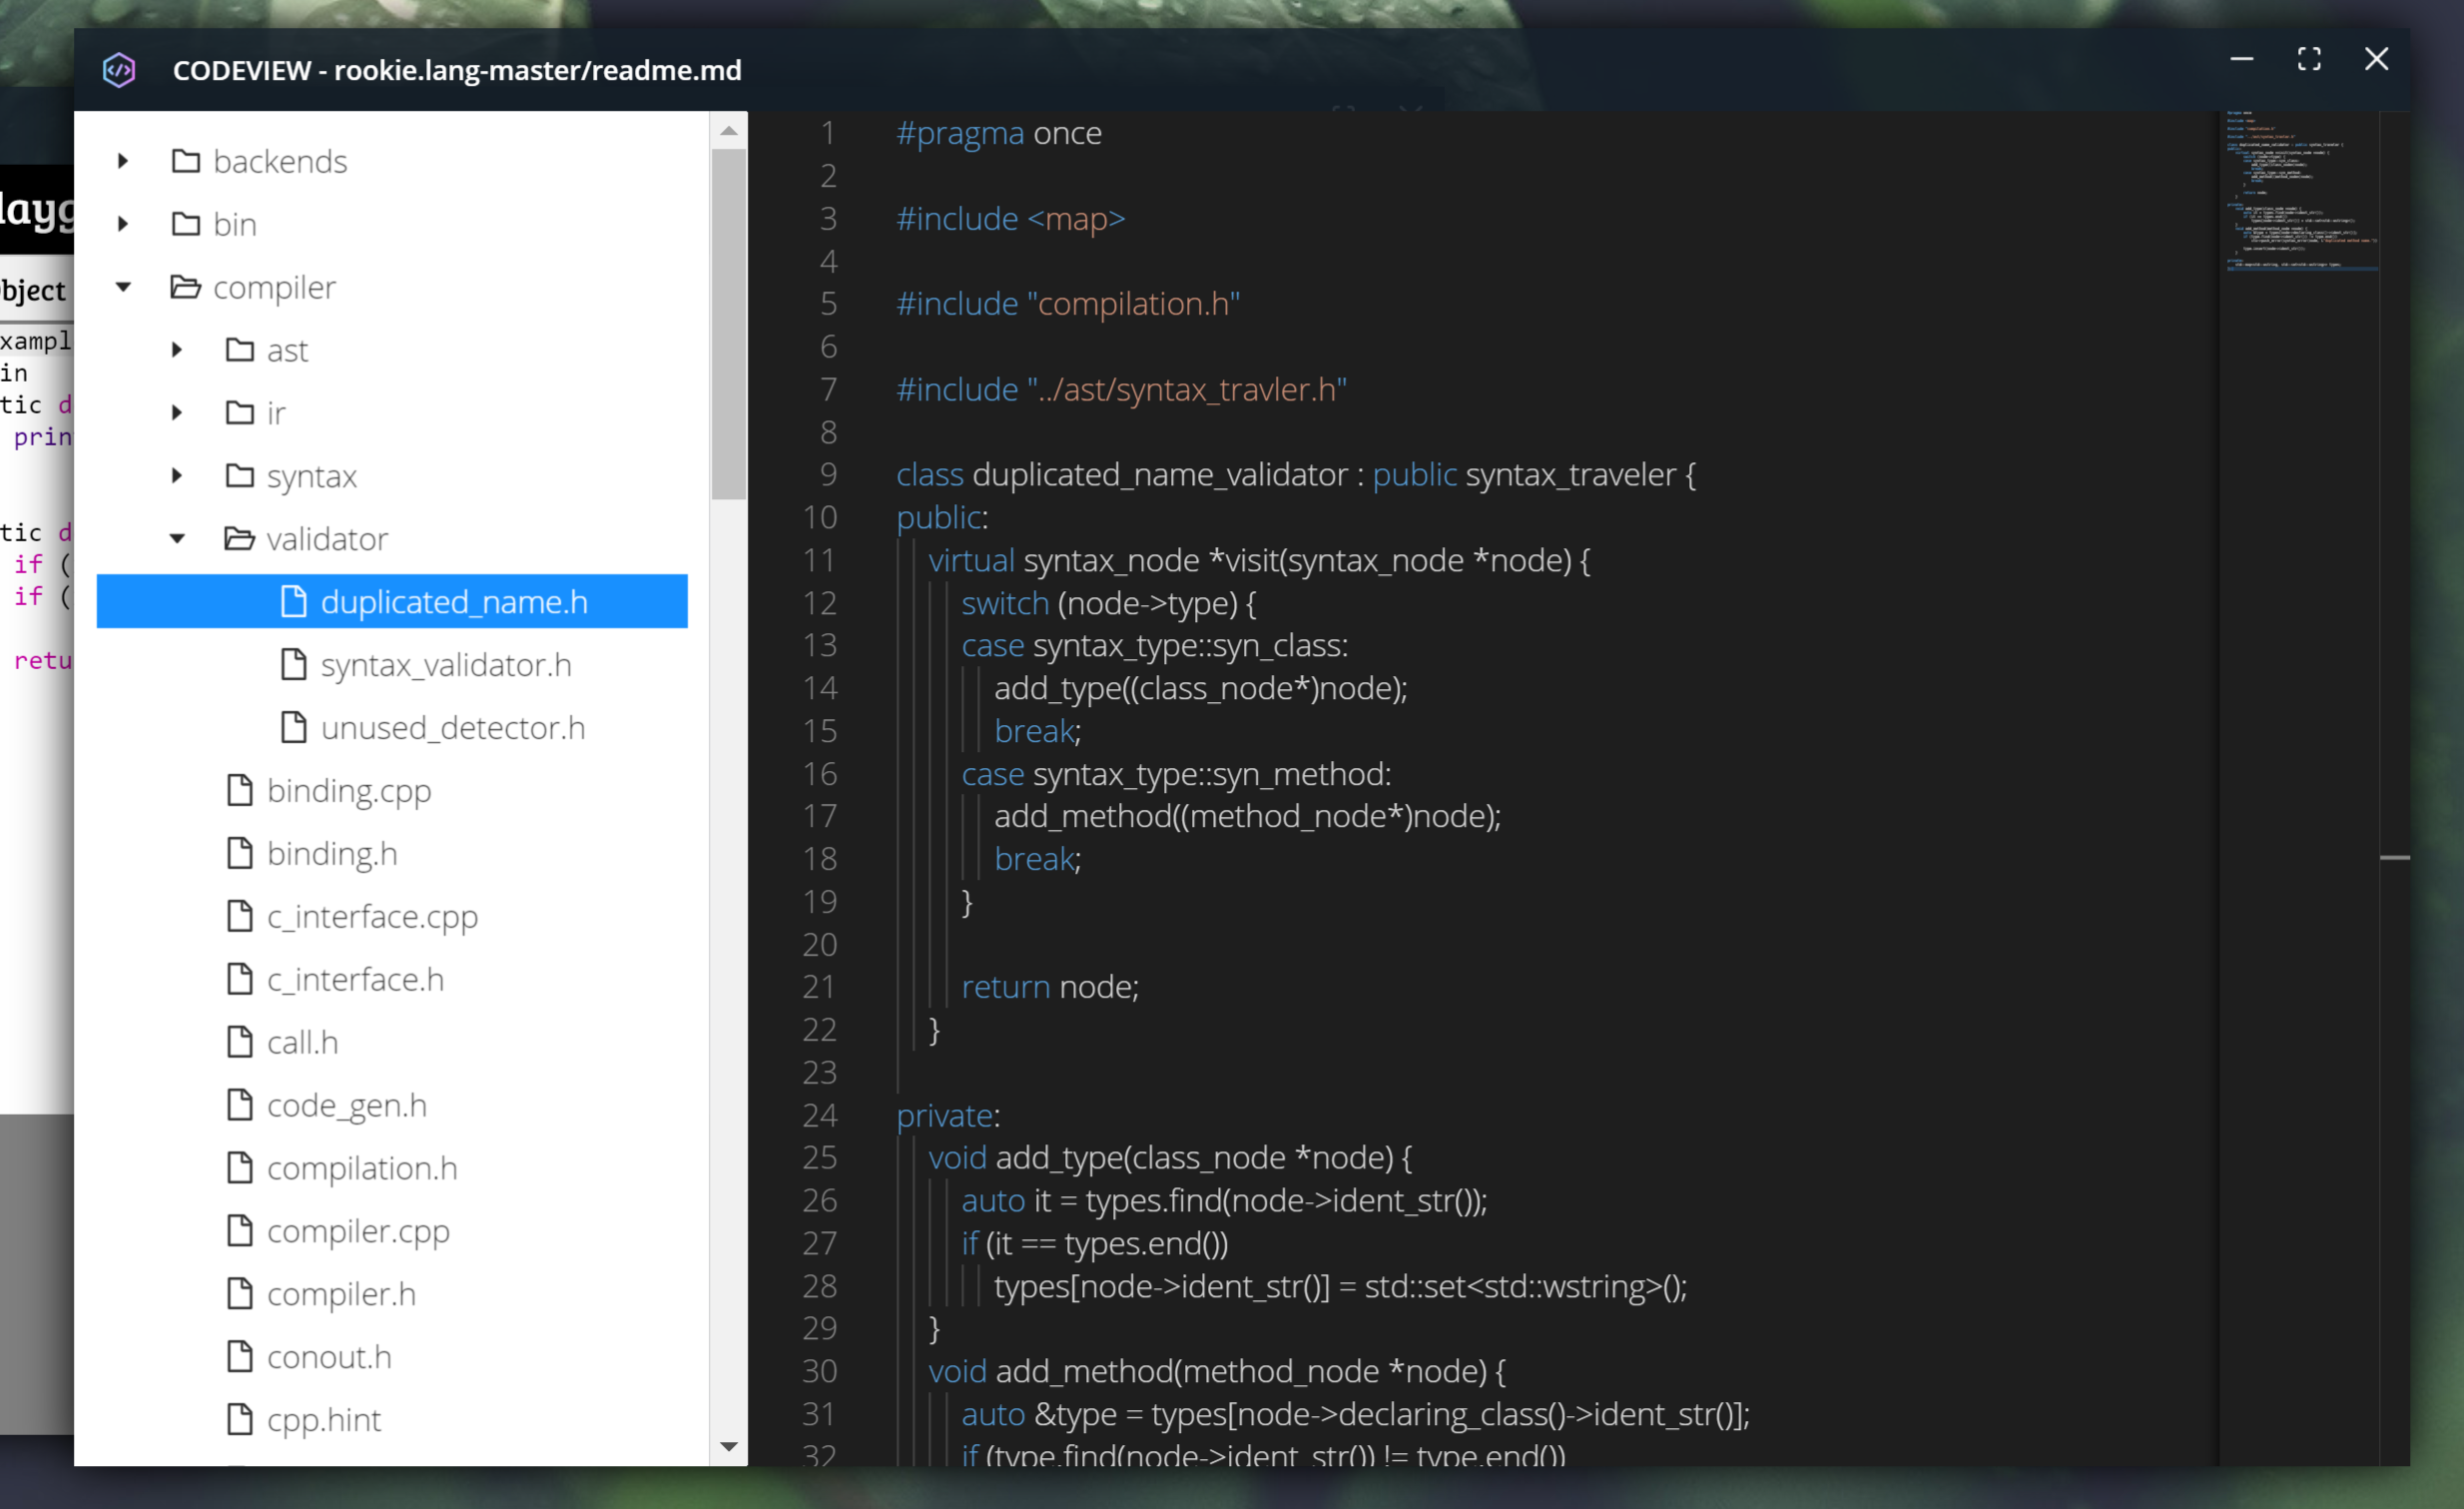 CODEVIEW - rookie.lang-master/readme.md
backends
bin
compiler
ast
ir
syntax
validator
duplicated_name.h
syntax_validator.h
unused_detector.h
binding.cpp
binding.h
c_interface.cpp
c_interface.h
call.h
code_gen.h
compilation.h
compiler.cpp
compiler.h
conout.h
cpp.hint
1 #pragma once
2
3 #include <map>
4
5 #include "compilation.h"
6
7 #include "../ast/syntax_travler.h"
8
9 class duplicated_name_validator : public syntax_traveler {
10 public:
11 virtual syntax_node *visit(syntax_node *node) {
12 switch (node->type) {
13 case syntax_type::syn_class:
14 add_type((class_node*)node);
15 break;
16 case syntax_type::syn_method:
17 add_method((method_node*)node);
18 break;
19 }
20
21 return node;
22 }
23
24 private:
25 void add_type(class_node *node) {
26 auto it = types.find(node->ident_str());
27 if (it == types.end())
28 types[node->ident_str()] = std::set<std::wstring>();
29 }
30 void add_method(method_node *node) {
31 auto &type = types[node->declaring_class()->ident_str()];
32 if (type.find(node->ident_str()) != type.end())
layg
bject
xampl
in
tic d
prin
tic d
if (
if (
retu